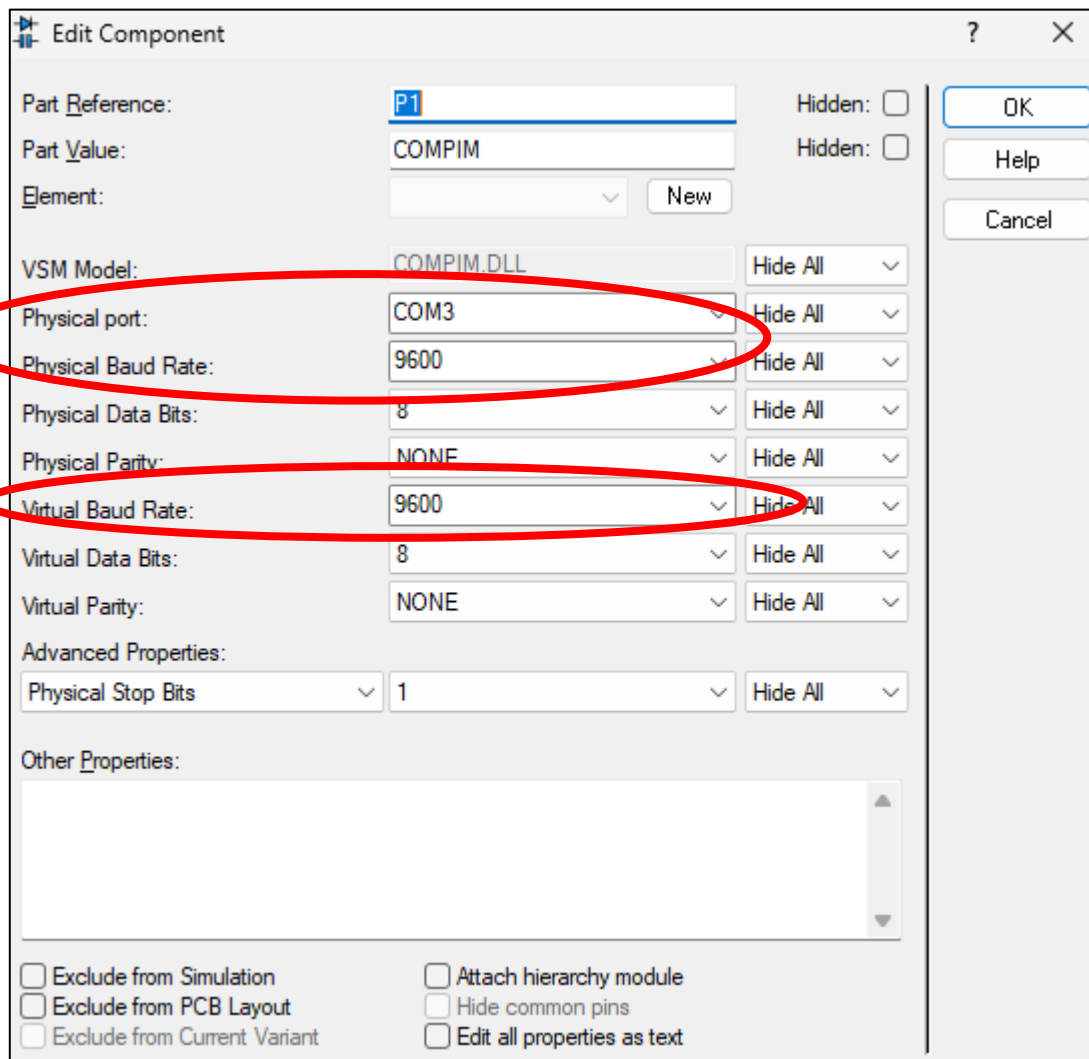 Edit Component ? ×
Part Reference: P1 Hidden: OK
Part Value: COMPIM Hidden: Help
Element: New Cancel
VSM Model: COMPIM.DLL Hide All
Physical port: COM3 Hide All
Physical Baud Rate: 9600 Hide All
Physical Data Bits: 8 Hide All
Physical Parity: NONE Hide All
Virtual Baud Rate: 9600 Hide All
Virtual Data Bits: 8 Hide All
Virtual Parity: NONE Hide All
Advanced Properties:
Physical Stop Bits 1 Hide All
Other Properties:
Exclude from Simulation Attach hierarchy module
Exclude from PCB Layout Hide common pins
Exclude from Current Variant Edit all properties as text